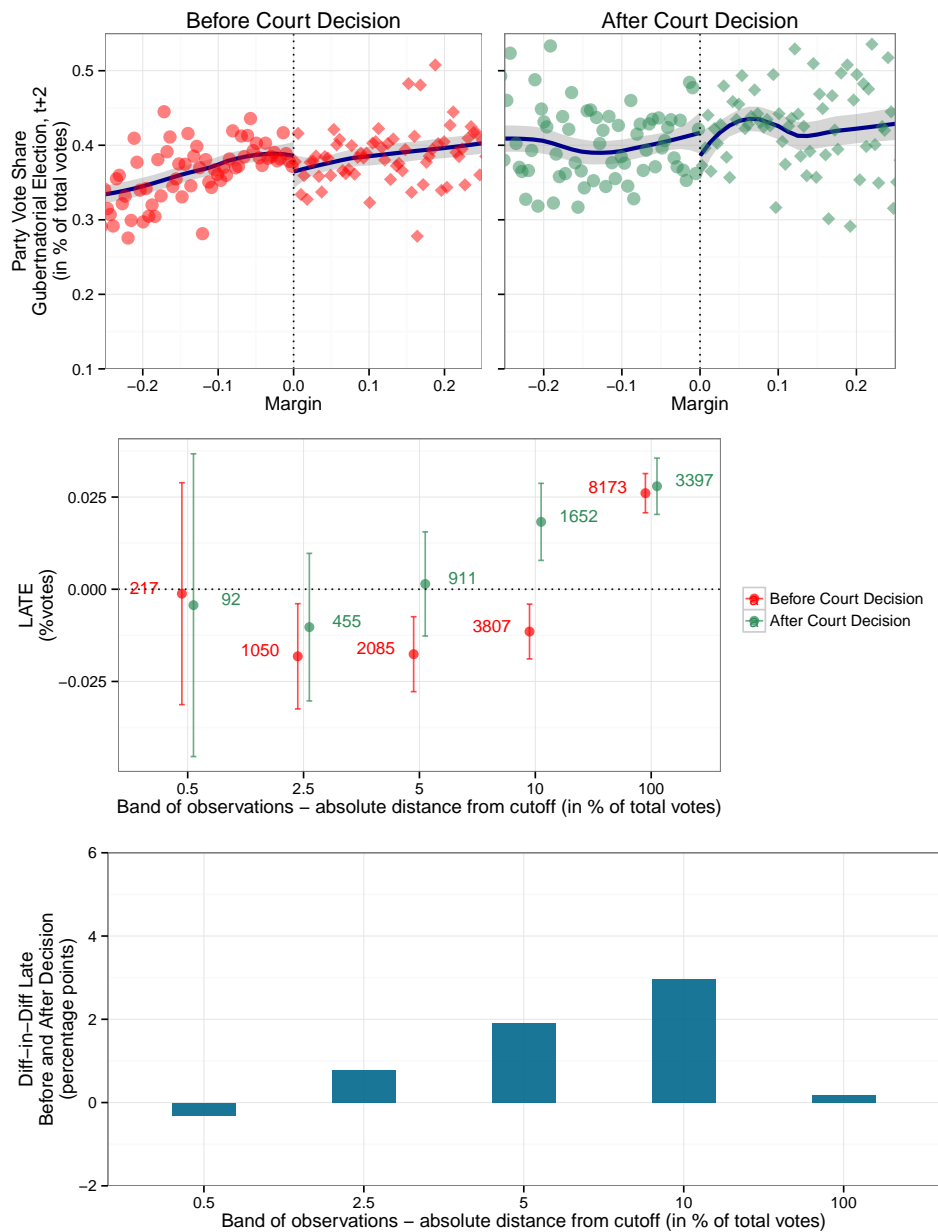 Before Court Decision
After Court Decision
Party Vote Share
Gubertnatorial Election, t+2
(in % of total votes)
0.5
0.4
0.3
0.2
0.1
−0.2 −0.1 0.0 0.1 0.2
−0.2 −0.1 0.0 0.1 0.2
Margin
Margin
LATE
(%votes)
0.025
0.000
−0.025
217
92
1050
455
2085
911
3807
1652
8173
3397
0.5 2.5 5 10 100
Band of observations − absolute distance from cutoff (in % of total votes)
Before Court Decision
After Court Decision
Diff−in−Diff Late
Before and After Decision
(percentage points)
6
4
2
0
−2
0.5 2.5 5 10 100
Band of observations − absolute distance from cutoff (in % of total votes)